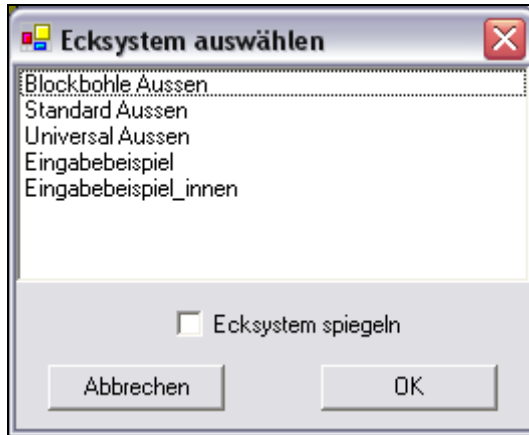 Ecksystem auswählen
Blockbohle Aussen
Standard Aussen
Universal Aussen
Eingabebeispiel
Eingabebeispiel_innen
Ecksystem spiegeln
Abbrechen OK